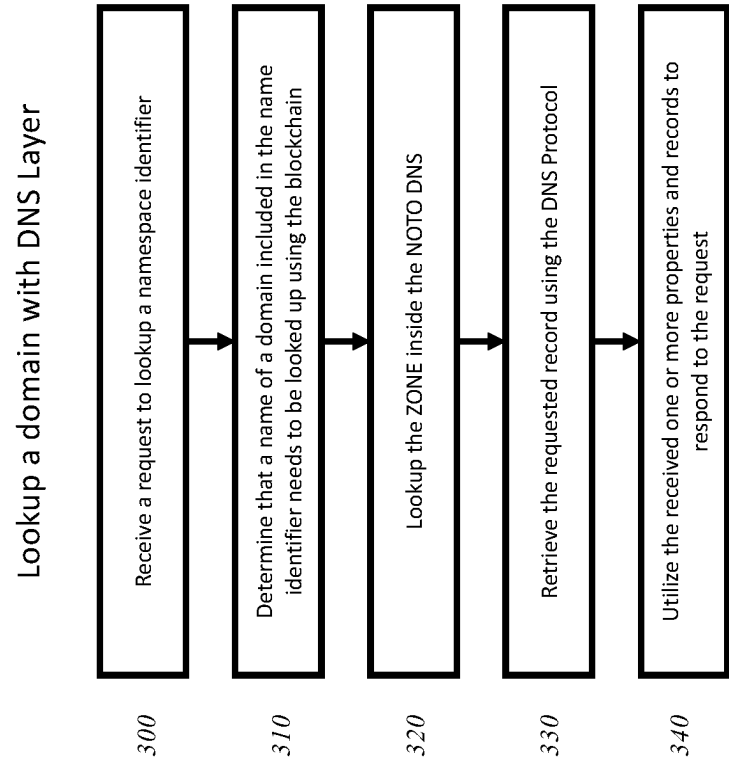 Lookup a domain with DNS Layer
300
Receive a request to lookup a namespace identifier
310
Determine that a name of a domain included in the name
identifier needs to be looked up using the blockchain
320
Lookup the ZONE inside the NOTO DNS
330
Retrieve the requested record using the DNS Protocol
340
Utilize the received one or more properties and records to
respond to the request